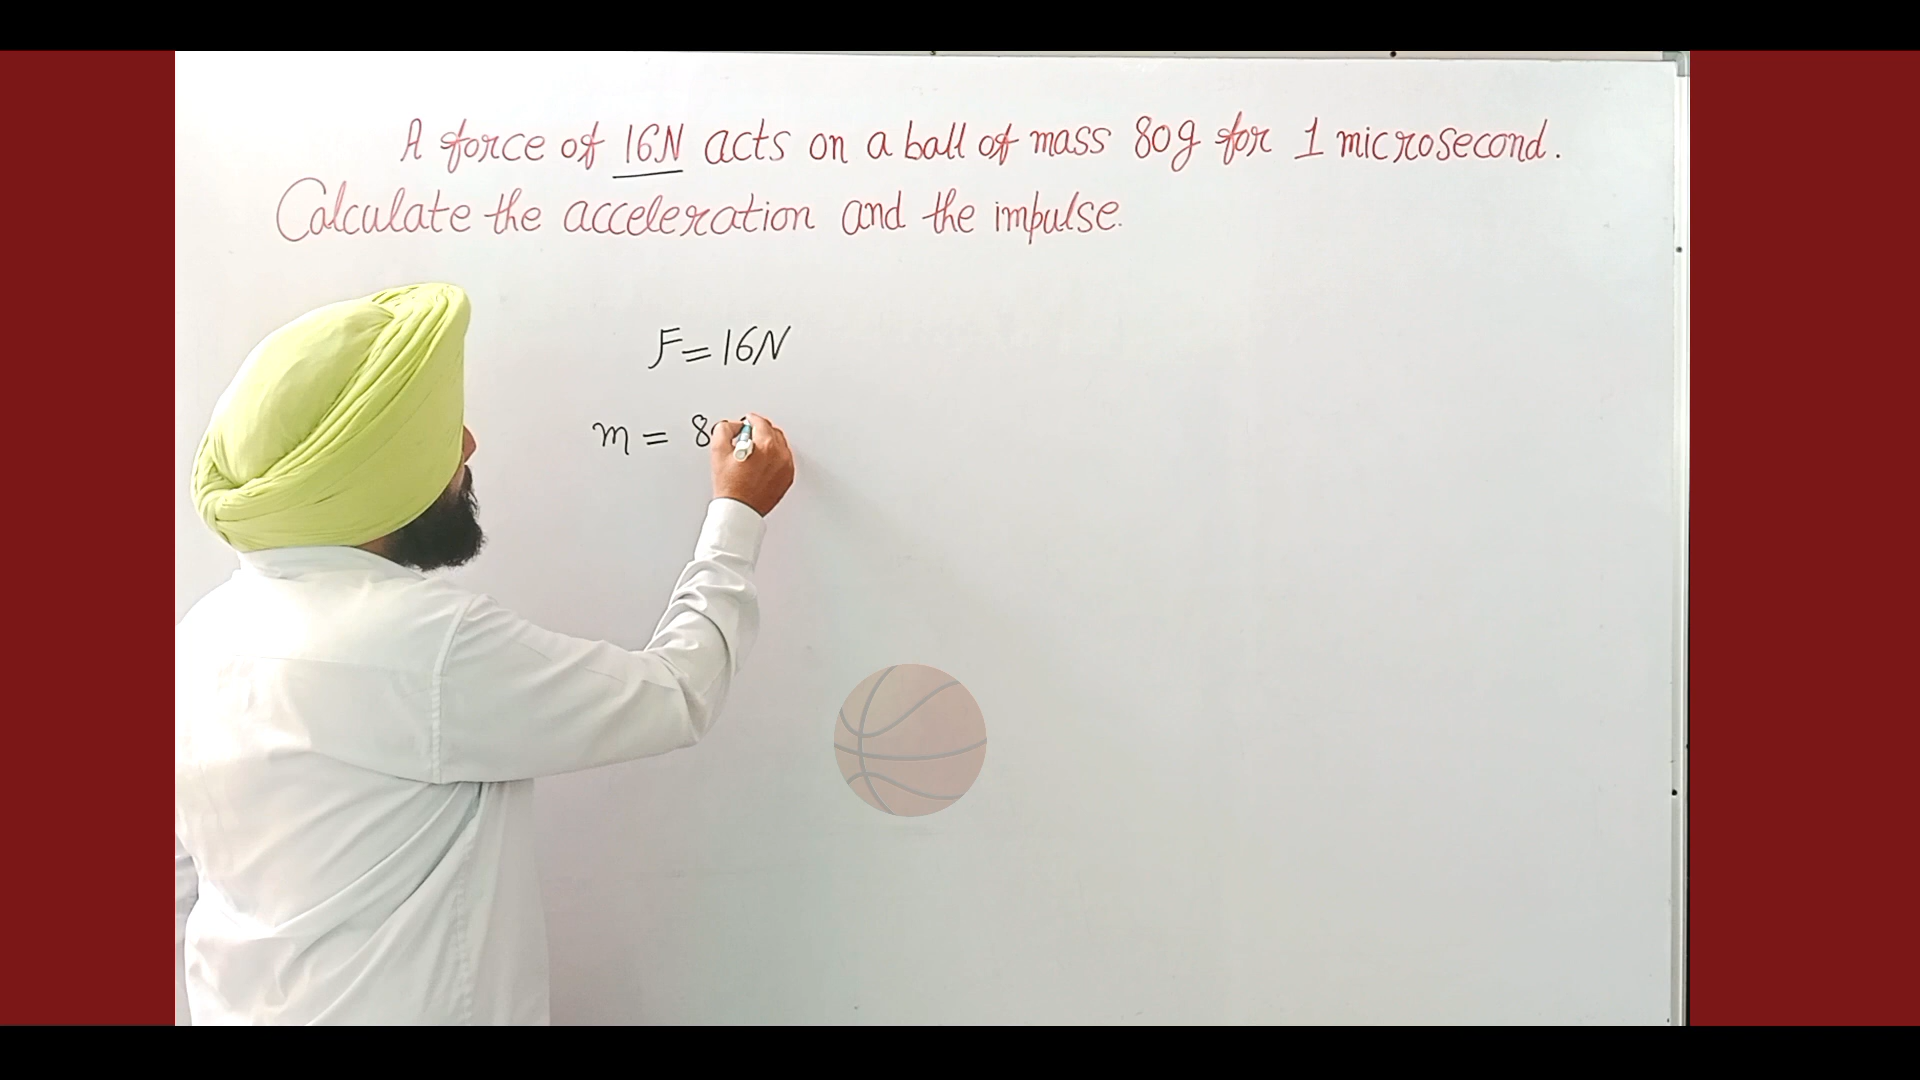 A force of 16N acts on a ball of mass 80g for 1 microsecond.
Calculate the acceleration and the impulse.
F=16N
m = 80